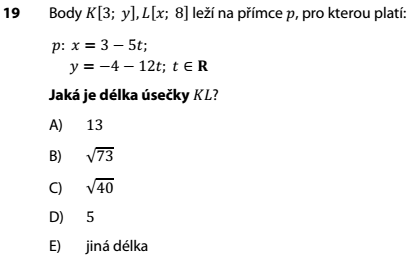 19 Body K[3; y], L[x; 8] leží na přímce p, pro kterou platí:
p: x = 3 − 5t;
y = −4 − 12t; t ∈ R
Jaká je délka úsečky KL?
A) 13
B) √73
C) √40
D) 5
E) jiná délka